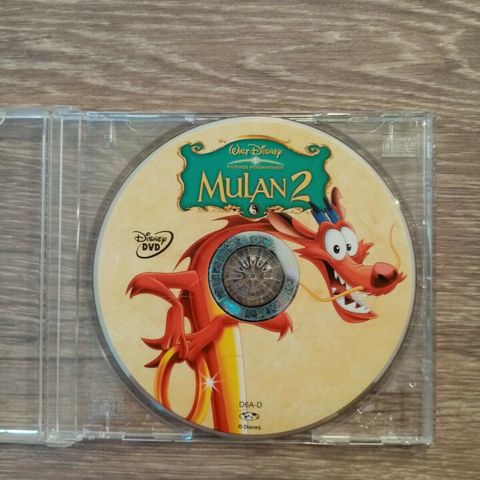 Walt Disney
MULAN 2
Disney
DVD
D6A-D
© Disney.